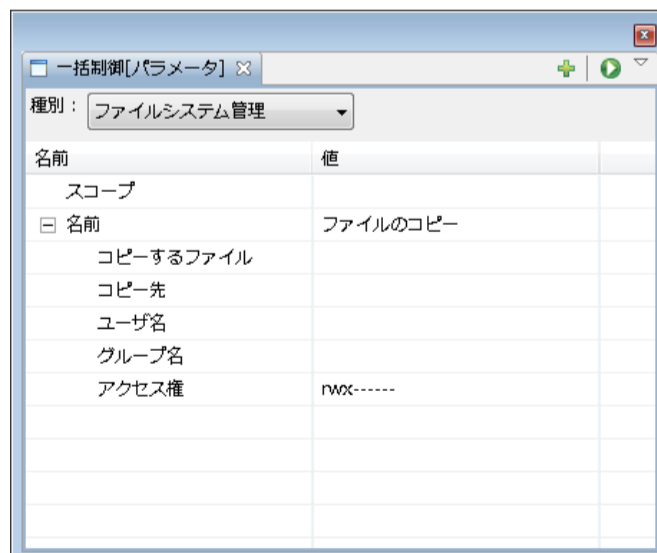 一括制御[パラメータ]
種別： ファイルシステム管理
名前 値
スコープ
名前 ファイルのコピー
コピーするファイル
コピー先
ユーザ名
グループ名
アクセス権 rwx------